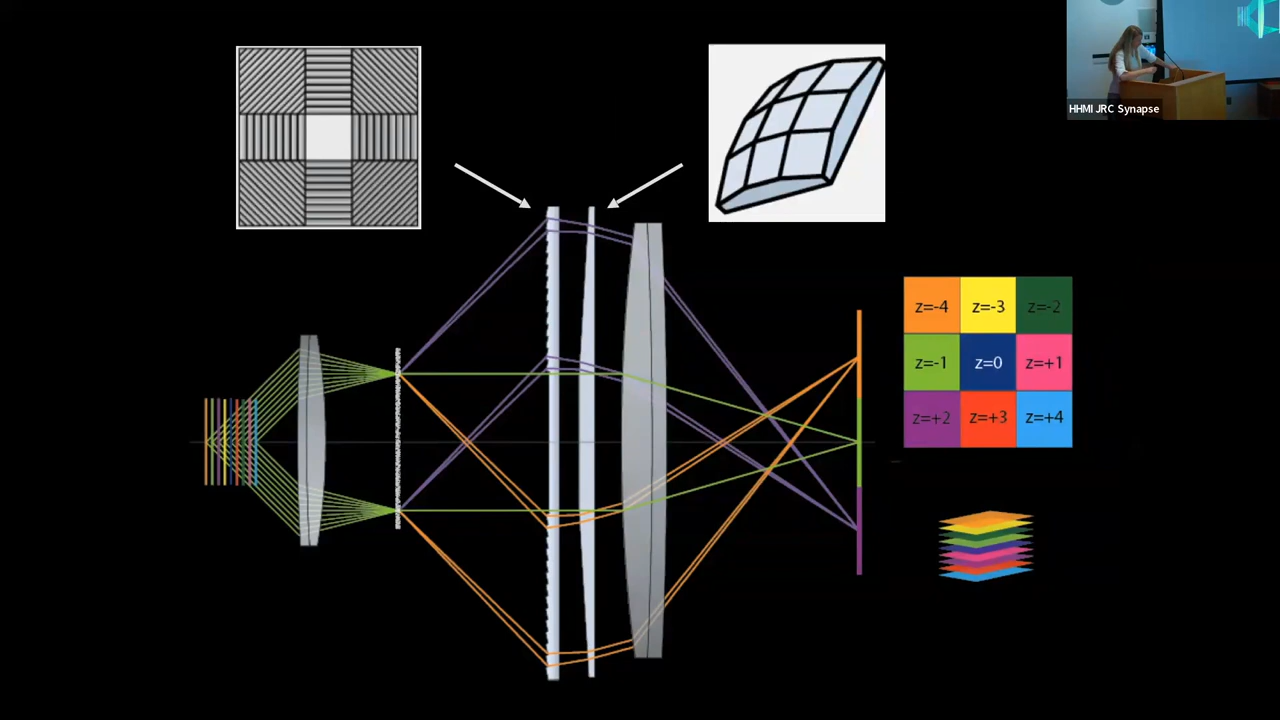 HHMI JRC Synapse
z=-4 z=-3 z=-2
z=-1 z=0 z=+1
z=+2 z=+3 z=+4